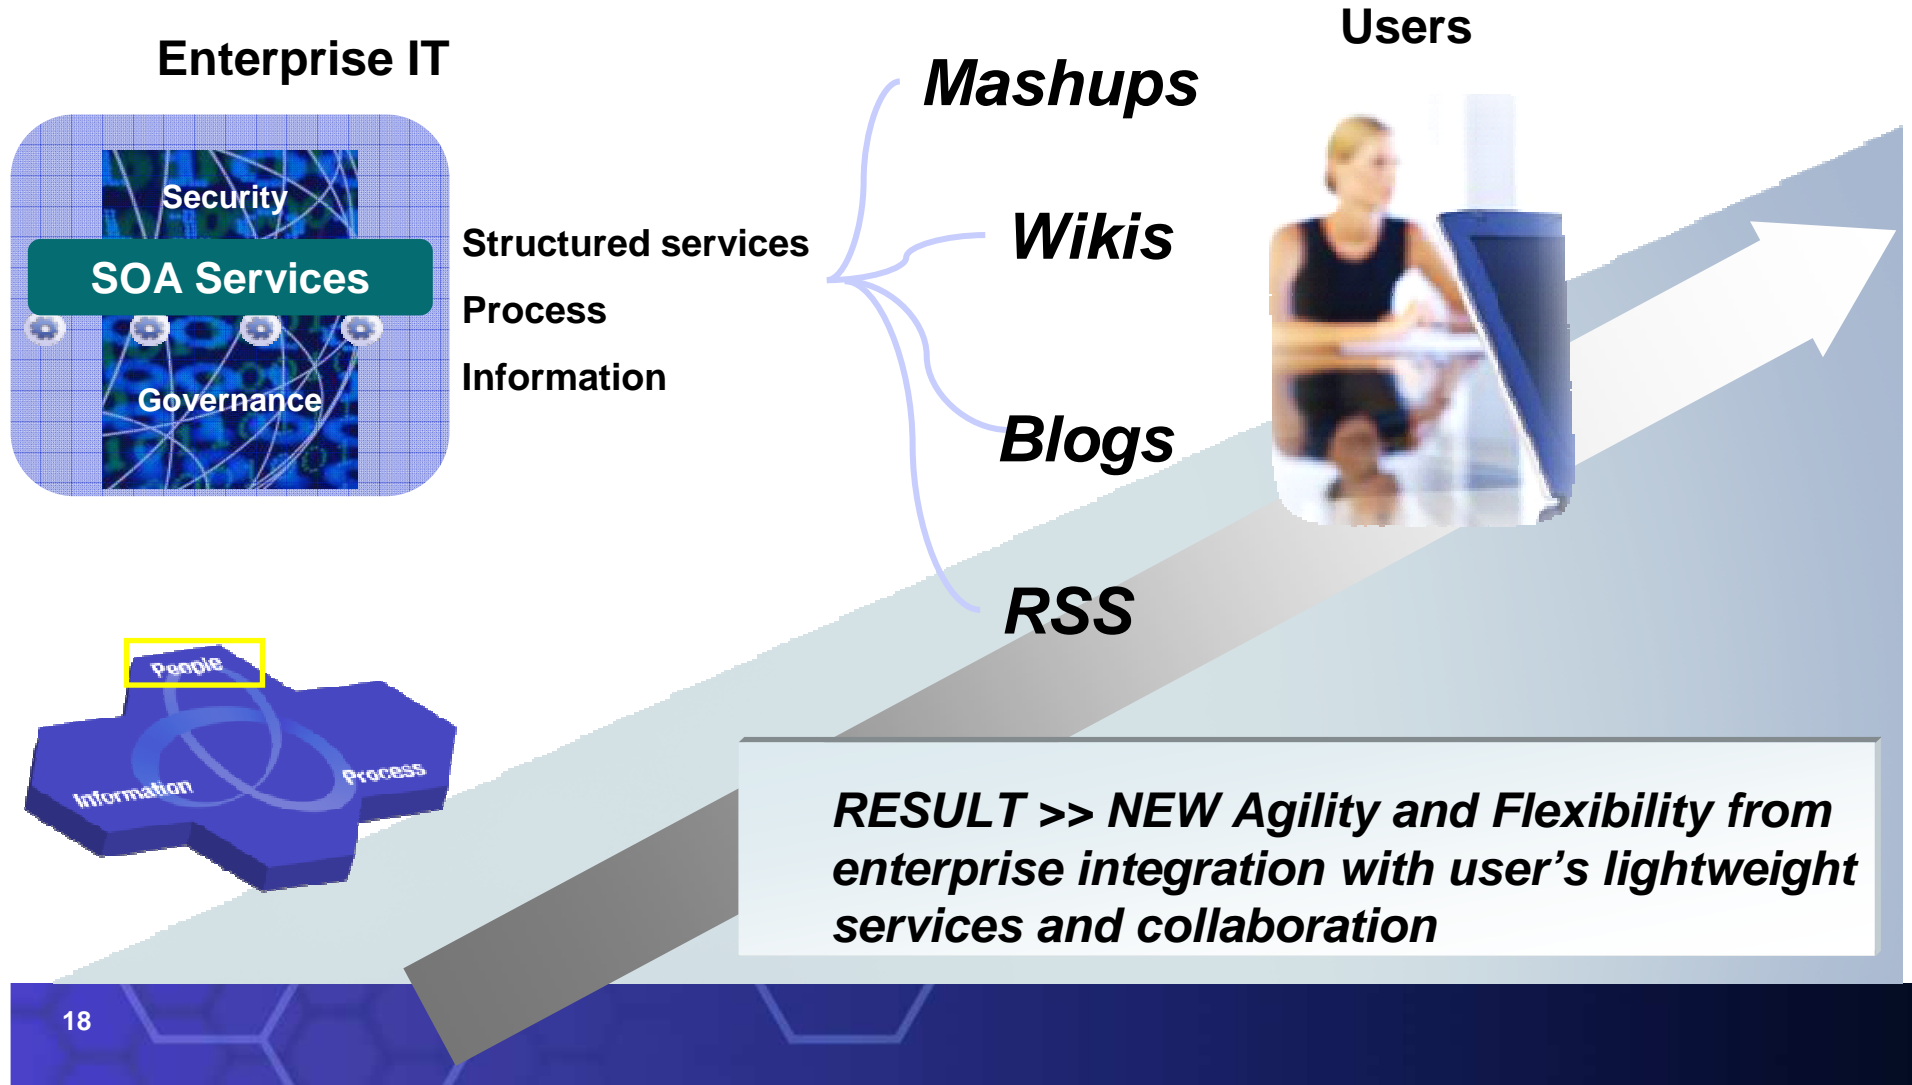 Enterprise IT
Users
Security
SOA Services
Governance
Structured services
Process
Information
Mashups
Wikis
Blogs
RSS
People
Information
Process
RESULT >> NEW Agility and Flexibility from
enterprise integration with user’s lightweight
services and collaboration
18